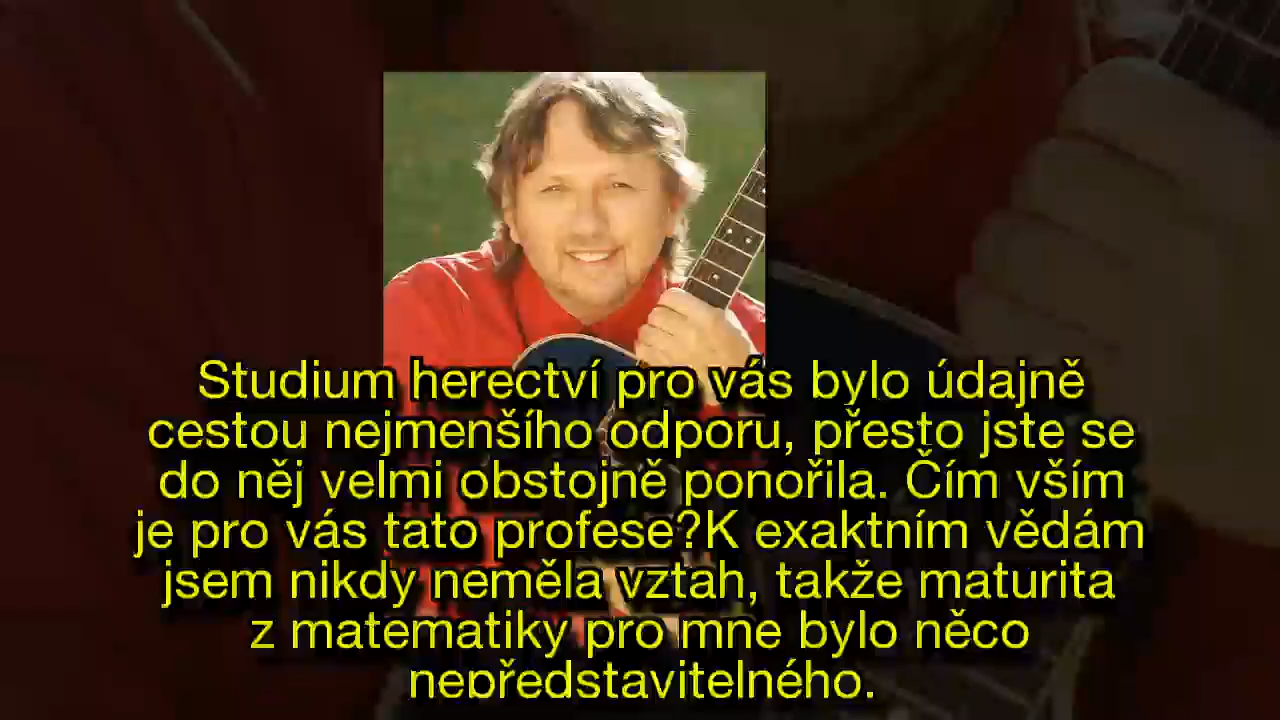 Studium herectví pro vás bylo údajně
cestou nejmenšího odporu, přesto jste se
do něj velmi obstojně ponořila. Čím vším
je pro vás tato profese?K exaktním vědám
jsem nikdy neměla vztah, takže maturita
z matematiky pro mne bylo něco
nepředstavitelného.